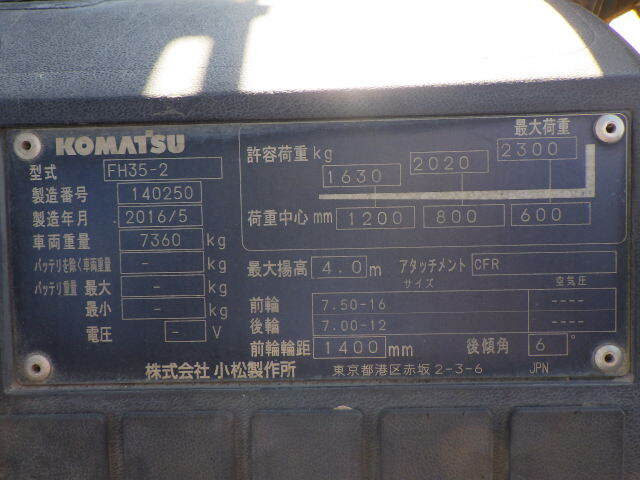 KOMATSU
型式 FH35-2
製造番号 140250
製造年月 2016/5
車両重量 7360 kg
バッテリを除く車両重量 - kg
バッテリ重量 最大 - kg
最小 - kg
電圧 - V
最大荷重
許容荷重 kg 1630 2020 2300
荷重中心 mm 1200 800 600
最大揚高 4.0 m アタッチメント CFR
サイズ 空気圧
前輪 7.50-16 ----
後輪 7.00-12 ----
前輪輪距 1400 mm 後傾角 6°
株式会社 小松製作所 東京都港区赤坂 2-3-6 JPN